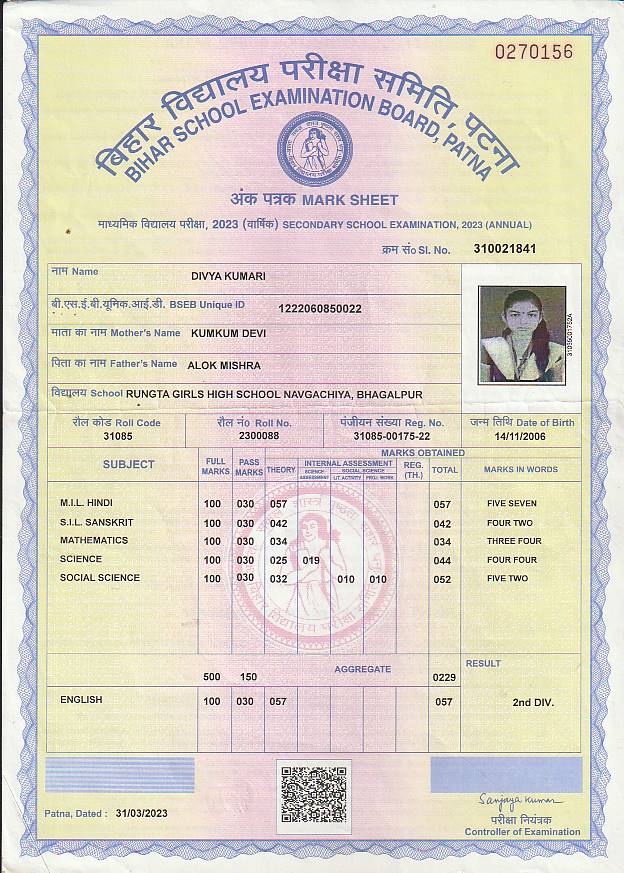 0270156
बिहार विद्यालय परीक्षा समिति, पटना
BIHAR SCHOOL EXAMINATION BOARD, PATNA
अंक पत्रक MARK SHEET
माध्यमिक विद्यालय परीक्षा, 2023 (वार्षिक) SECONDARY SCHOOL EXAMINATION, 2023 (ANNUAL)
क्रम सं० Sl. No. 310021841
नाम Name DIVYA KUMARI
बी.एस.ई.बी.यूनिक.आई.डी. BSEB Unique ID 1222060850022
माता का नाम Mother's Name KUMKUM DEVI
पिता का नाम Father's Name ALOK MISHRA
विद्यालय School RUNGTA GIRLS HIGH SCHOOL NAVGACHIYA, BHAGALPUR
रौल कोड Roll Code रौल नं० Roll No. पंजीयन संख्या Reg. No. जन्म तिथि Date of Birth
31085 2300088 31085-00175-22 14/11/2006
MARKS OBTAINED
SUBJECT FULL MARKS PASS MARKS THEORY INTERNAL ASSESSMENT REG. (TH.) TOTAL MARKS IN WORDS
SCIENCE ASSESSMENT SOCIAL SCIENCE LIT. ACTIVITY PROJ. WORK
M.I.L. HINDI 100 030 057 057 FIVE SEVEN
S.I.L. SANSKRIT 100 030 042 042 FOUR TWO
MATHEMATICS 100 030 034 034 THREE FOUR
SCIENCE 100 030 025 019 044 FOUR FOUR
SOCIAL SCIENCE 100 030 032 010 010 052 FIVE TWO
500 150 AGGREGATE 0229 RESULT
ENGLISH 100 030 057 057 2nd DIV.
Patna, Dated : 31/03/2023
Sanjaya Kumar
परीक्षा नियंत्रक
Controller of Examination